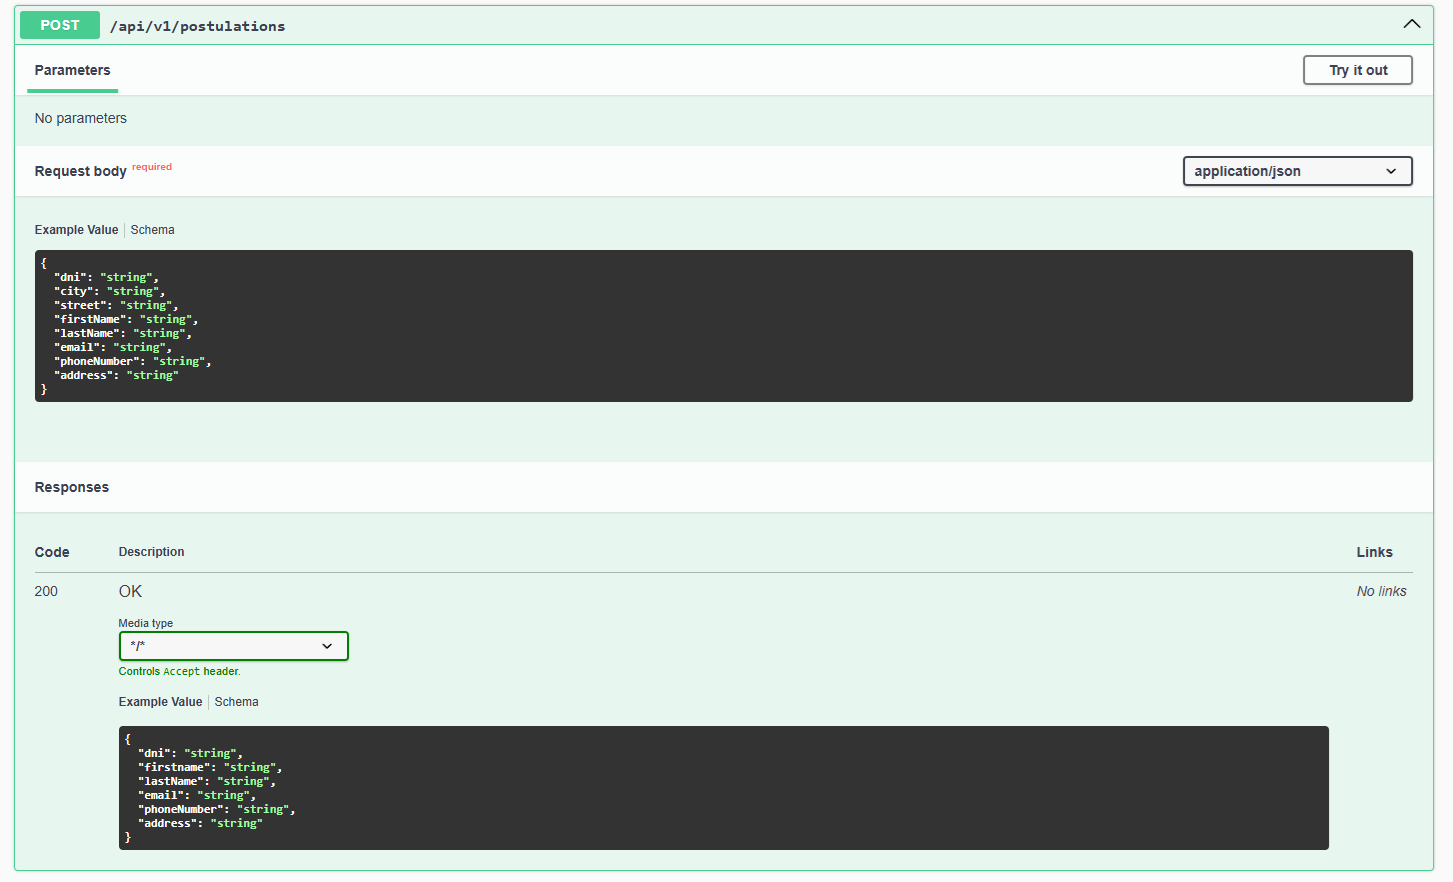 POST /api/v1/postulations
Parameters Try it out
No parameters
Request body required application/json
Example Value Schema
{
"dni": "string",
"city": "string",
"street": "string",
"firstName": "string",
"lastName": "string",
"email": "string",
"phoneNumber": "string",
"address": "string"
}
Responses
Code Description Links
200 OK No links
Media type
*/*
Controls Accept header.
Example Value Schema
{
"dni": "string",
"firstname": "string",
"lastName": "string",
"email": "string",
"phoneNumber": "string",
"address": "string"
}